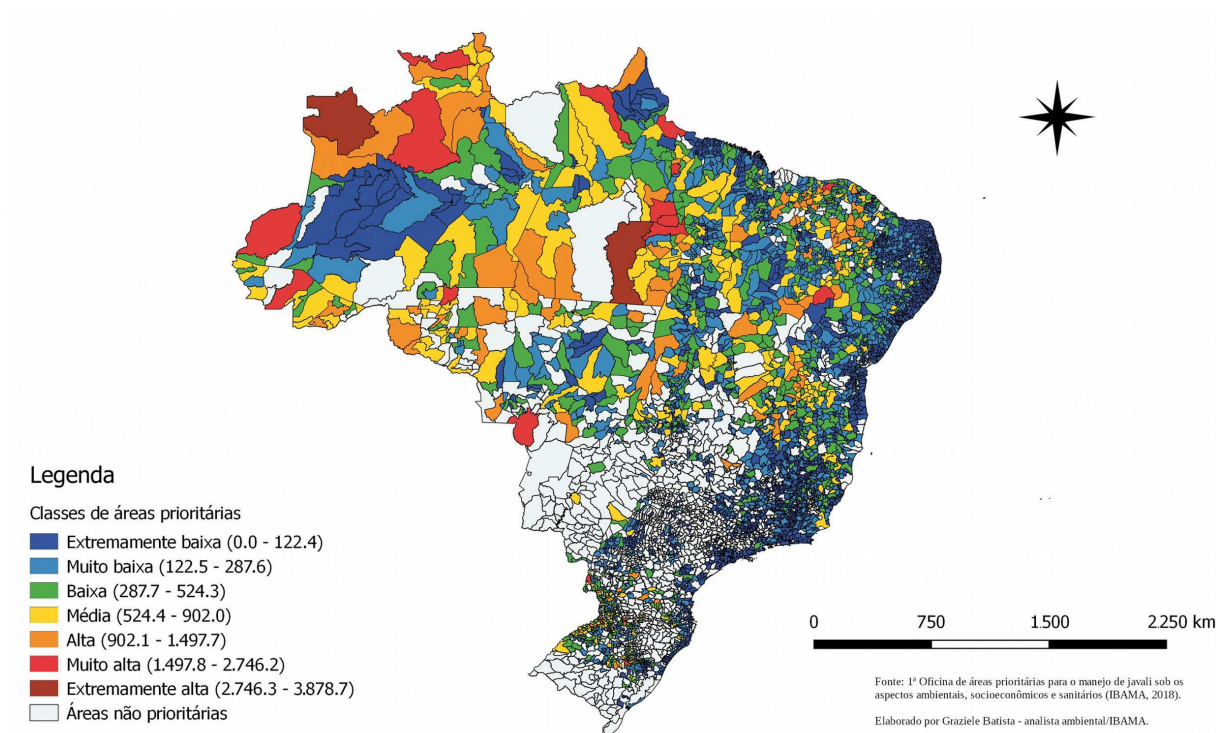 Legenda
Classes de áreas prioritárias
Extremamente baixa (0.0 - 122.4)
Muito baixa (122.5 - 287.6)
Baixa (287.7 - 524.3)
Média (524.4 - 902.0)
Alta (902.1 - 1.497.7)
Muito alta (1.497.8 - 2.746.2)
Extremamente alta (2.746.3 - 3.878.7)
Áreas não prioritárias
0 750 1.500 2.250 km
Fonte: 1ª Oficina de áreas prioritárias para o manejo de javali sob os
aspectos ambientais, socioeconômicos e sanitários (IBAMA, 2018).
Elaborado por Graziele Batista - analista ambiental/IBAMA.